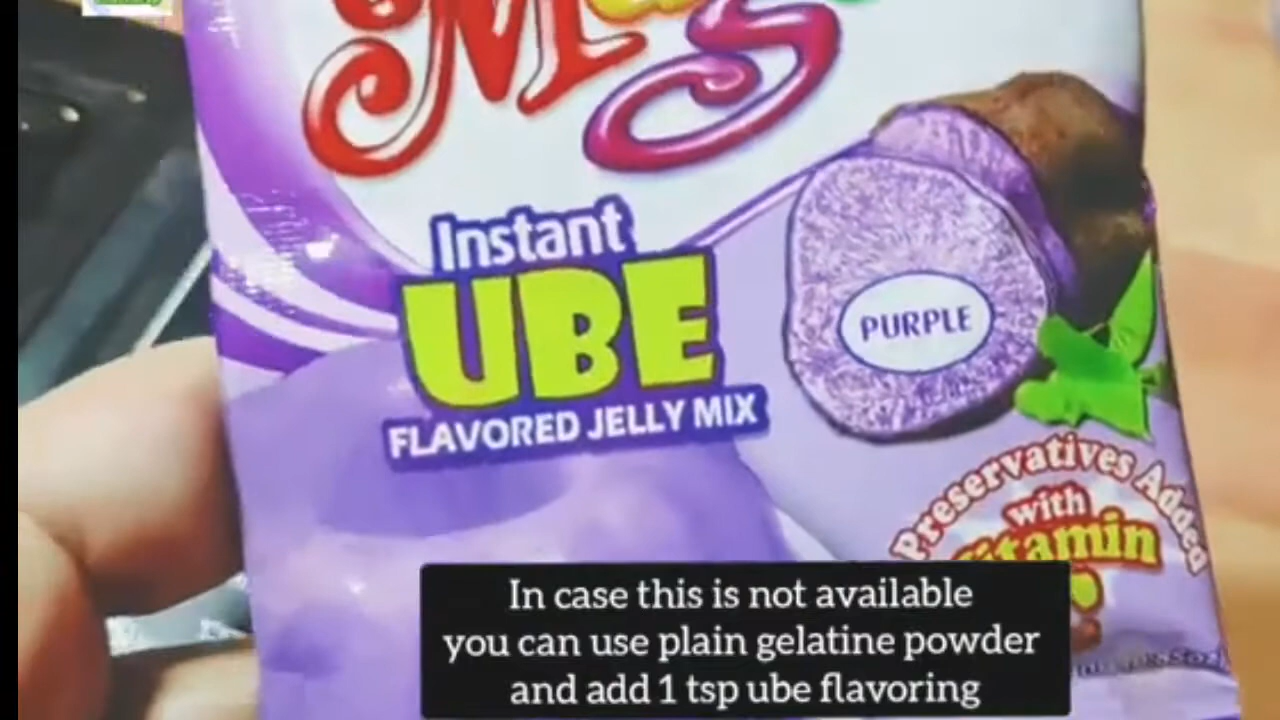 Instant
UBE
FLAVORED JELLY MIX
PURPLE
Preservatives Added
with
In case this is not available
you can use plain gelatine powder
and add 1 tsp ube flavoring